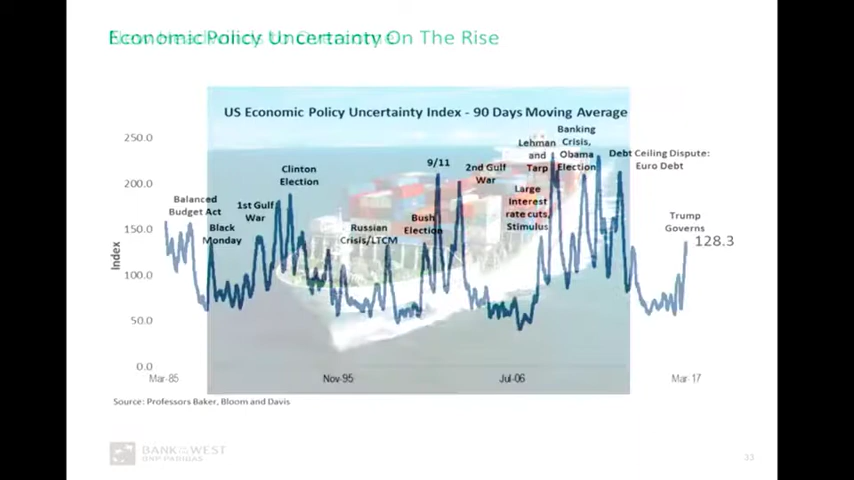 Economic Policy Uncertainty On The Rise
US Economic Policy Uncertainty Index - 90 Days Moving Average
250.0
200.0
150.0
100.0
50.0
0.0
Index
Balanced
Budget Act
Black
Monday
1st Gulf
War
Clinton
Election
Russian
Crisis/LTCM
Bush
Election
9/11
2nd Gulf
War
Large
Interest
rate cuts,
Stimulus
Lehman
and
Tarp
Banking
Crisis,
Obama
Election
Debt Ceiling Dispute:
Euro Debt
Trump
Governs
128.3
Mar-85
Nov-95
Jul-06
Mar-17
Source: Professors Baker, Bloom and Davis
BANK OF THE WEST
BNP PARIBAS
33